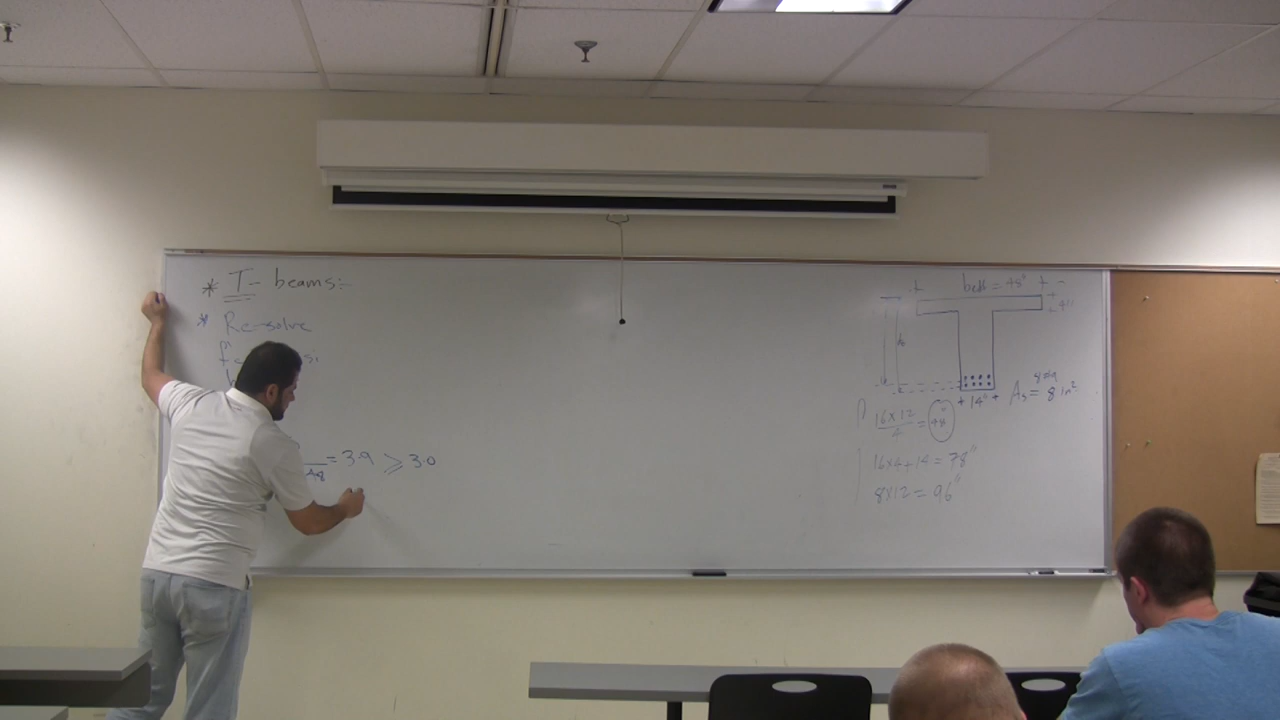 * T- beams:-
* Re-solve
= 3.9 ⩾ 3.0
beff = 48"
4"
14"
As = 8 in²
16x12/4 = 48"
16x4+14 = 78"
8x12 = 96"